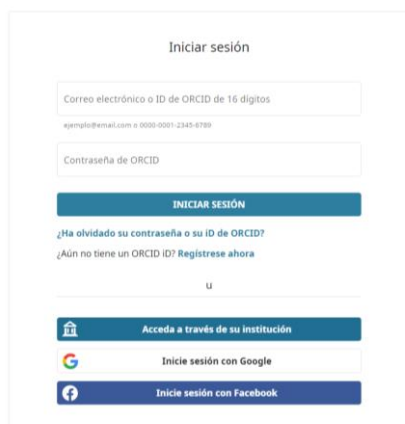 Iniciar sesión
Correo electrónico o ID de ORCID de 16 dígitos
ejemplo@email.com o 0000-0001-2345-6789
Contraseña de ORCID
INICIAR SESIÓN
¿Ha olvidado su contraseña o su iD de ORCID?
¿Aún no tiene un ORCID iD? Regístrese ahora
u
Acceda a través de su institución
Inicie sesión con Google
Inicie sesión con Facebook